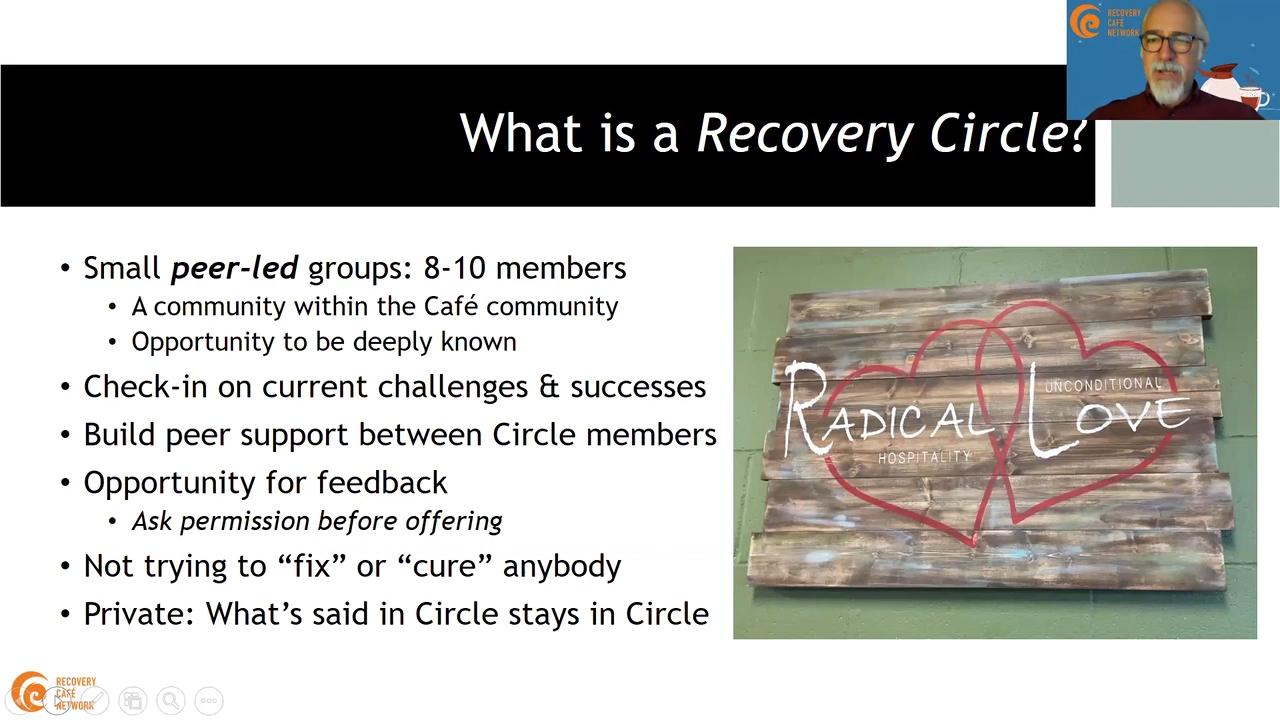 RECOVERY
CAFÉ
NETWORK
What is a Recovery Circle?
• Small peer-led groups: 8-10 members
• A community within the Café community
• Opportunity to be deeply known
• Check-in on current challenges & successes
• Build peer support between Circle members
• Opportunity for feedback
• Ask permission before offering
• Not trying to “fix” or “cure” anybody
• Private: What’s said in Circle stays in Circle
RADICAL
HOSPITALITY
UNCONDITIONAL
LOVE
RECOVERY
CAFÉ
NETWORK